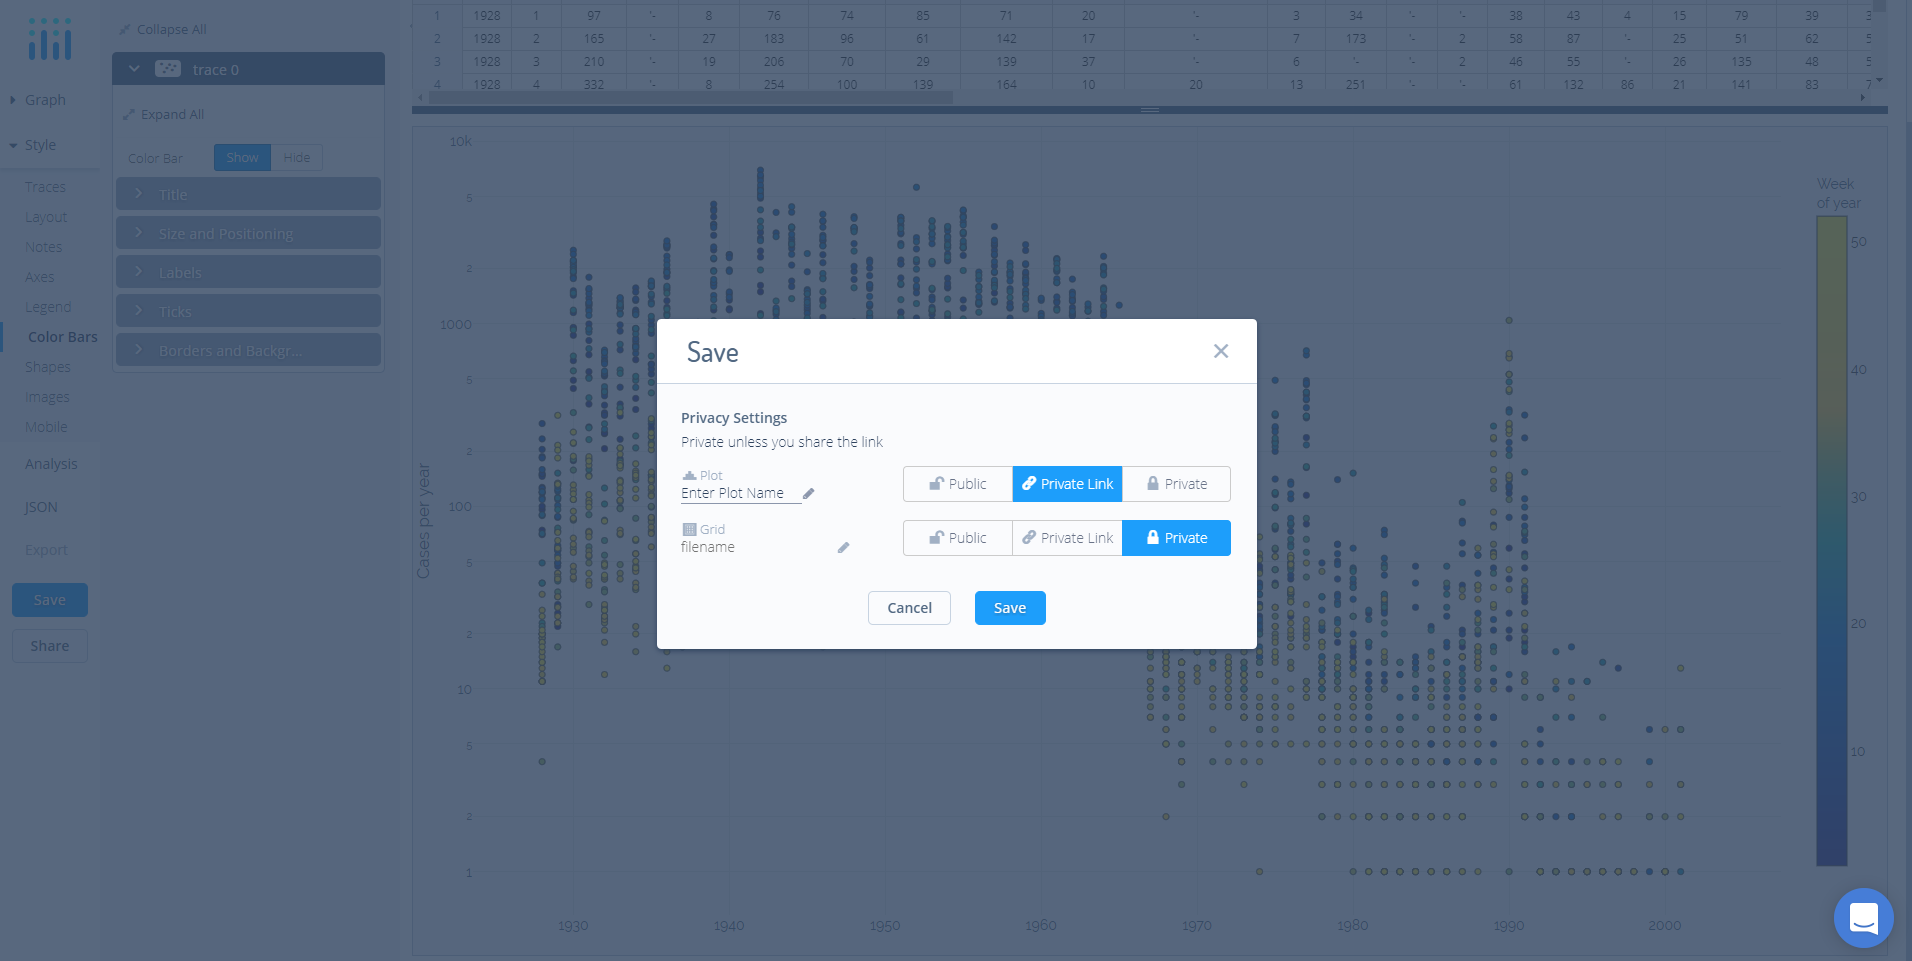 Collapse All
trace 0
Graph
Expand All
Style
Color Bar Show Hide
Traces
Title
Layout
Size and Positioning
Notes
Labels
Axes
Legend
Ticks
Color Bars
Borders and Backgr...
Shapes
Images
Mobile
Analysis
JSON
Export
Save
Share
1 1928 1 97 '- 8 76 74 85 71 20 '- 3 34 '- '- 38 43 4 15 79 39
2 1928 2 165 '- 27 183 96 61 142 17 '- 7 173 '- 2 58 87 '- 25 51 62
3 1928 3 210 '- 19 206 70 29 139 37 '- 6 '- '- 2 46 55 '- 26 135 48
4 1928 4 332 '- 8 254 100 139 164 10 20 13 251 '- '- 61 132 86 21 141 83
10k
5
2
1000
5
2
100
5
2
10
5
2
1
Cases per year
1930 1940 1950 1960 1970 1980 1990 2000
Week
of year
50
40
30
20
10
Save
Privacy Settings
Private unless you share the link
Plot
Enter Plot Name
Public Private Link Private
Grid
filename
Public Private Link Private
Cancel Save